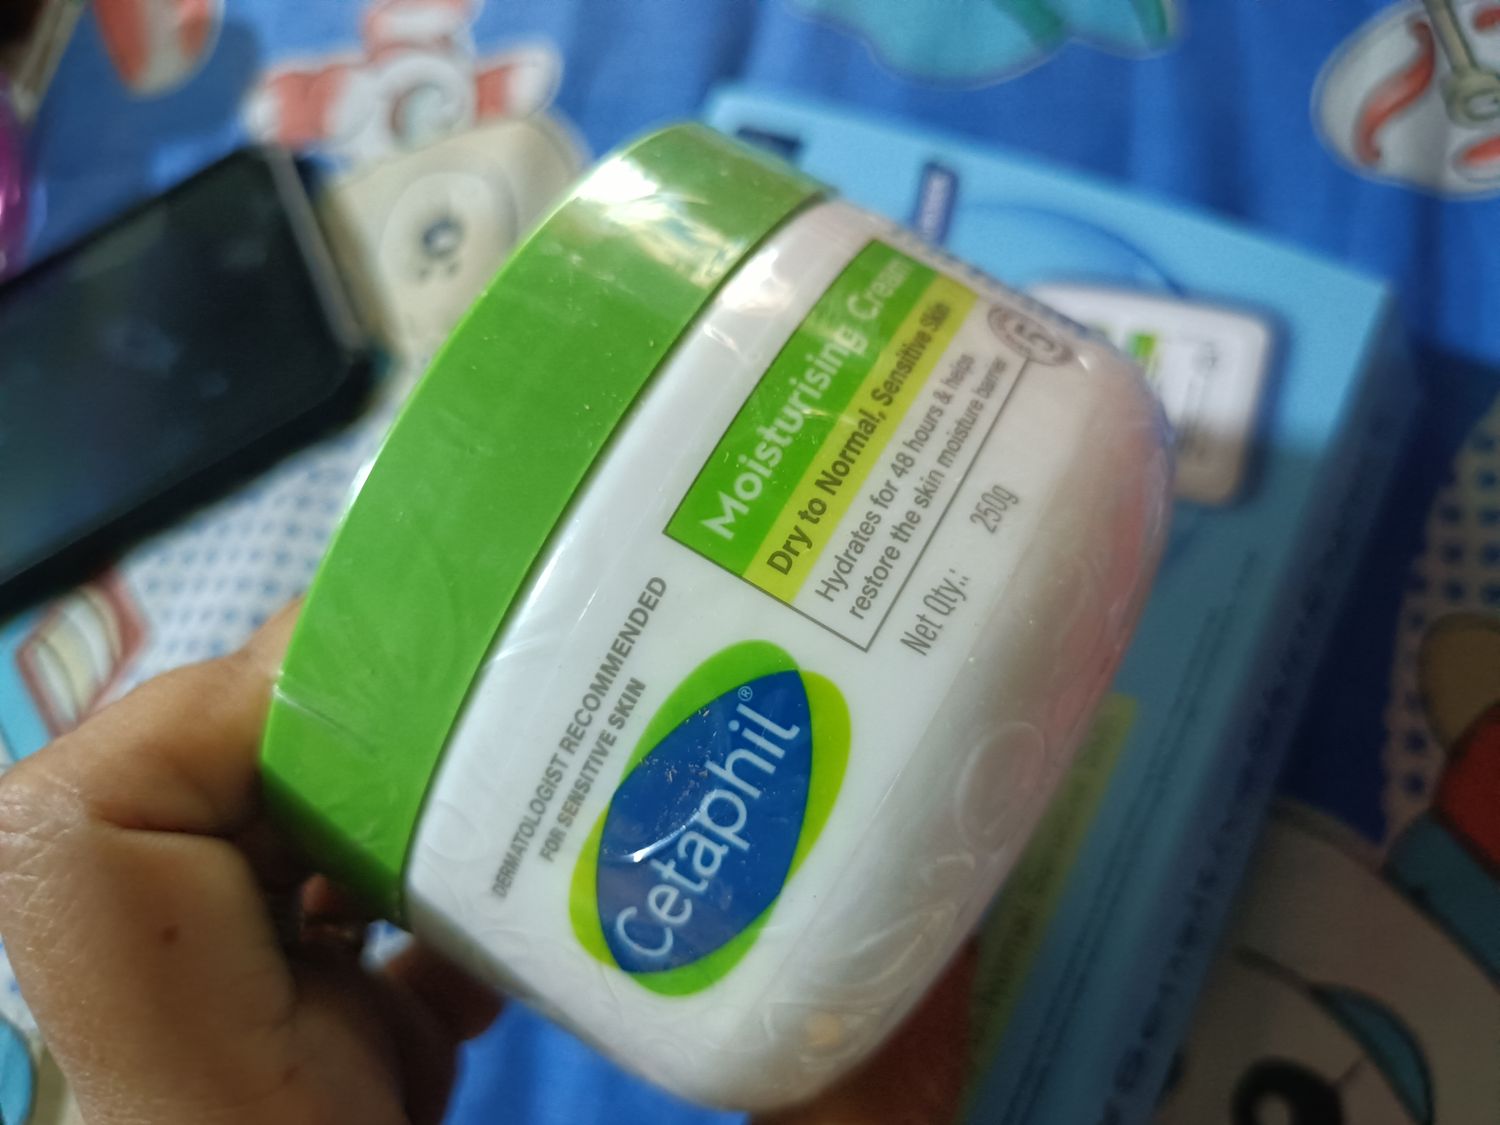 DERMATOLOGIST RECOMMENDED
FOR SENSITIVE SKIN
Cetaphil®
Moisturising Cream
Dry to Normal, Sensitive Skin
Hydrates for 48 hours & helps
restore the skin moisture barrier
5
Net Qty.: 250g